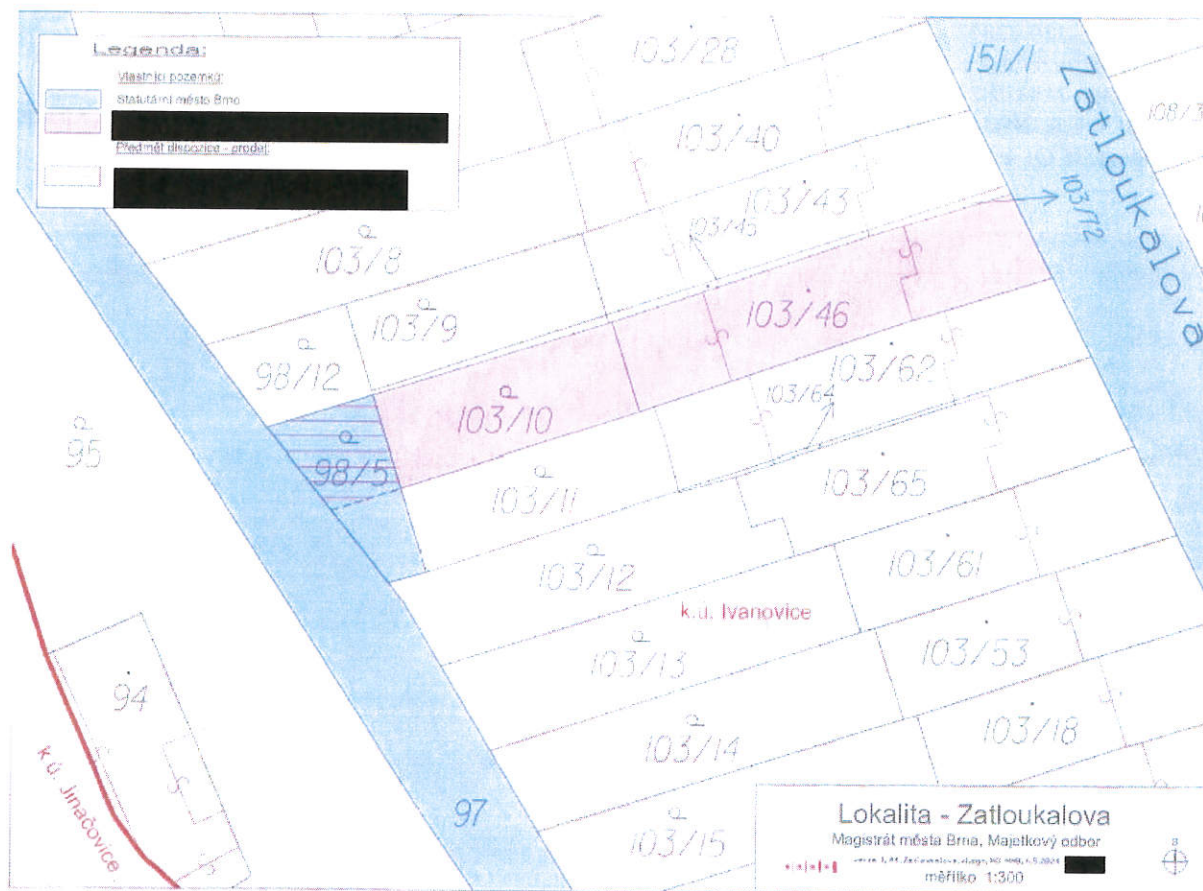 Legenda:
Vlastníci pozemků:
Statutární město Brno
Předmět dispozice - prodej:
103/28
151/1
Zatloukalova
108/3
103/40
103/72
103/43
103/45
103/8
103/9
103/46
98/12
103/62
103/64
103/10
95
98/5
103/65
103/11
103/12
103/61
k.ú. Ivanovice
103/13
103/53
94
103/14
103/18
k.ú. Jinačovice
97
103/15
Lokalita - Zatloukalova
Magistrát města Brna, Majetkový odbor
měřítko 1:300
S